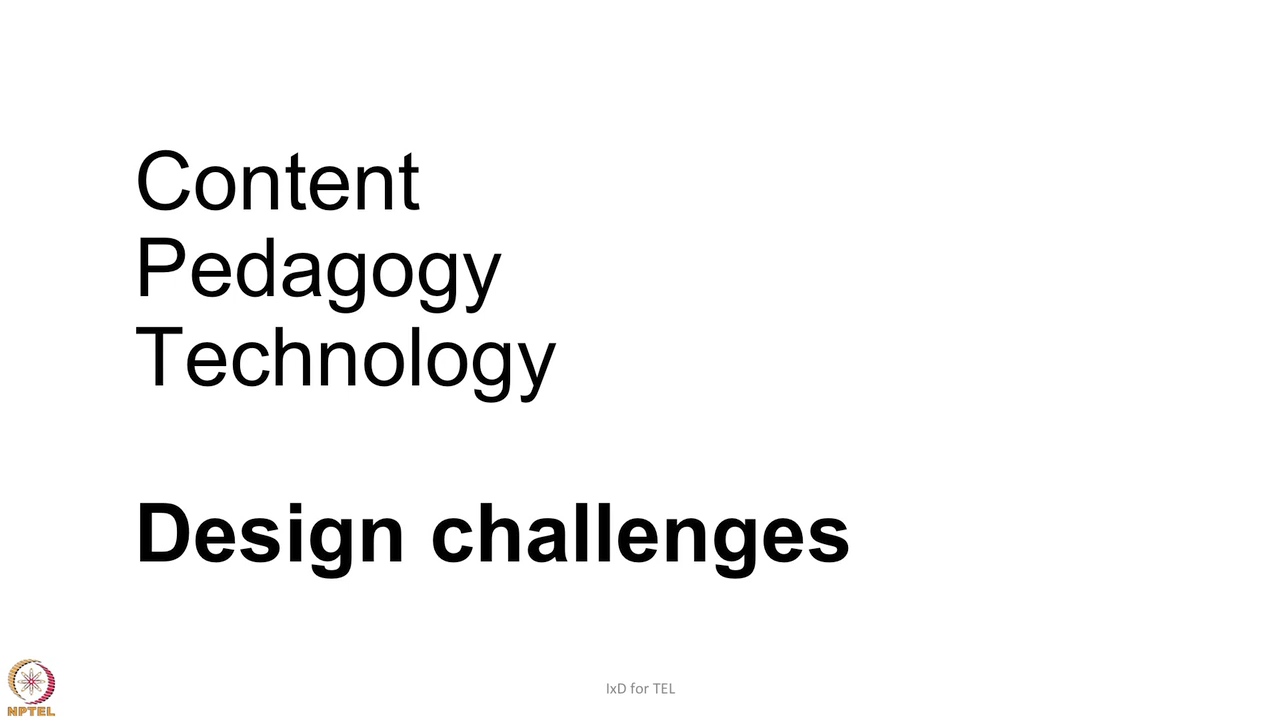 Content
Pedagogy
Technology
Design challenges
NPTEL
IxD for TEL